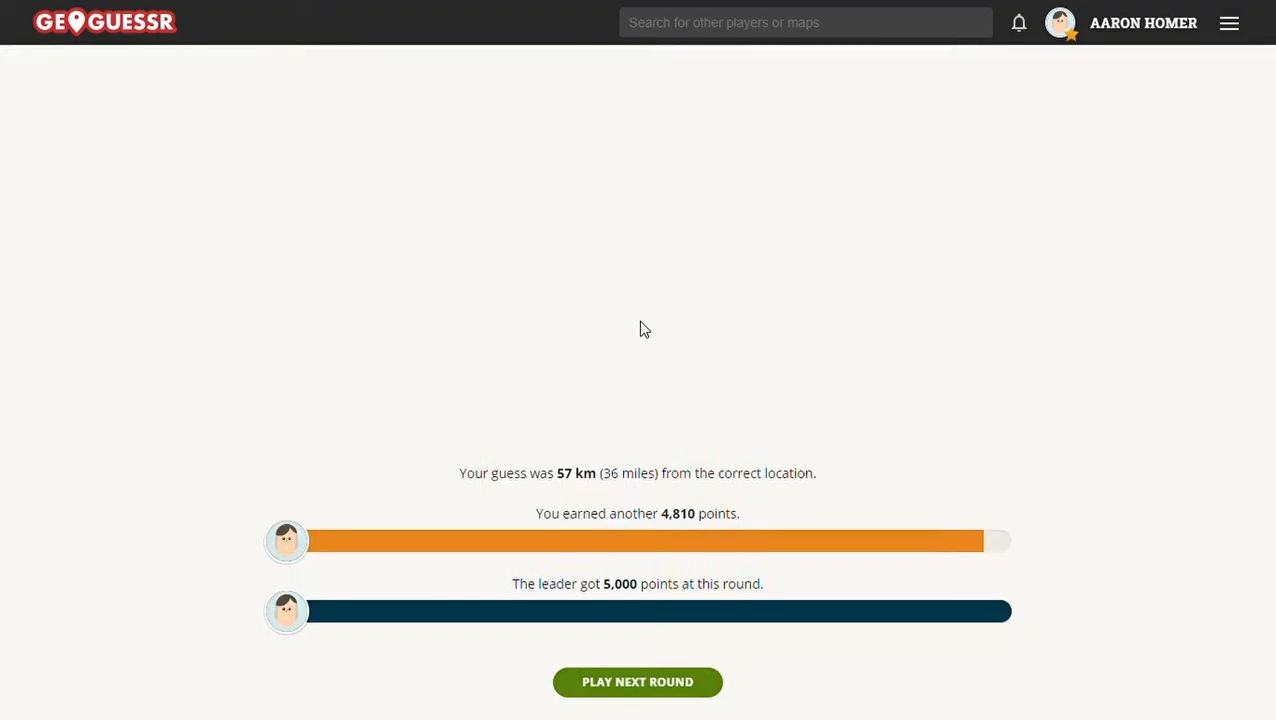 GEOGUESSR
Search for other players or maps
AARON HOMER
Your guess was 57 km (36 miles) from the correct location.
You earned another 4,810 points.
The leader got 5,000 points at this round.
PLAY NEXT ROUND